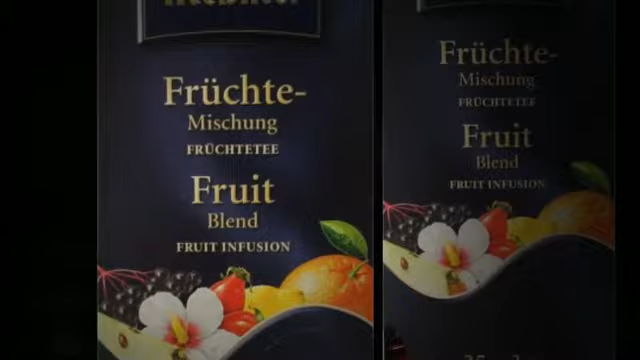 Früchte-
Mischung
FRÜCHTETEE
Fruit
Blend
FRUIT INFUSION
Früchte-
Mischung
FRÜCHTETEE
Fruit
Blend
FRUIT INFUSION